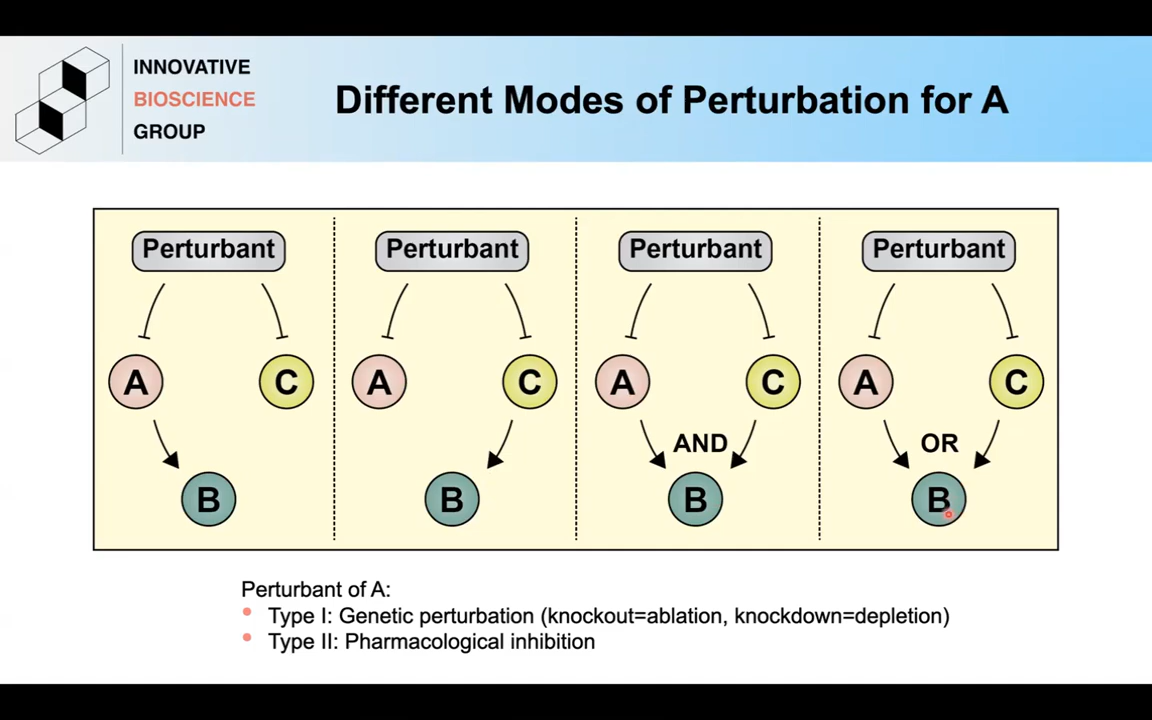 INNOVATIVE
BIOSCIENCE
GROUP
Different Modes of Perturbation for A
Perturbant
A
C
B
Perturbant
A
C
B
Perturbant
A
C
AND
B
Perturbant
A
C
OR
B
Perturbant of A:
• Type I: Genetic perturbation (knockout=ablation, knockdown=depletion)
• Type II: Pharmacological inhibition